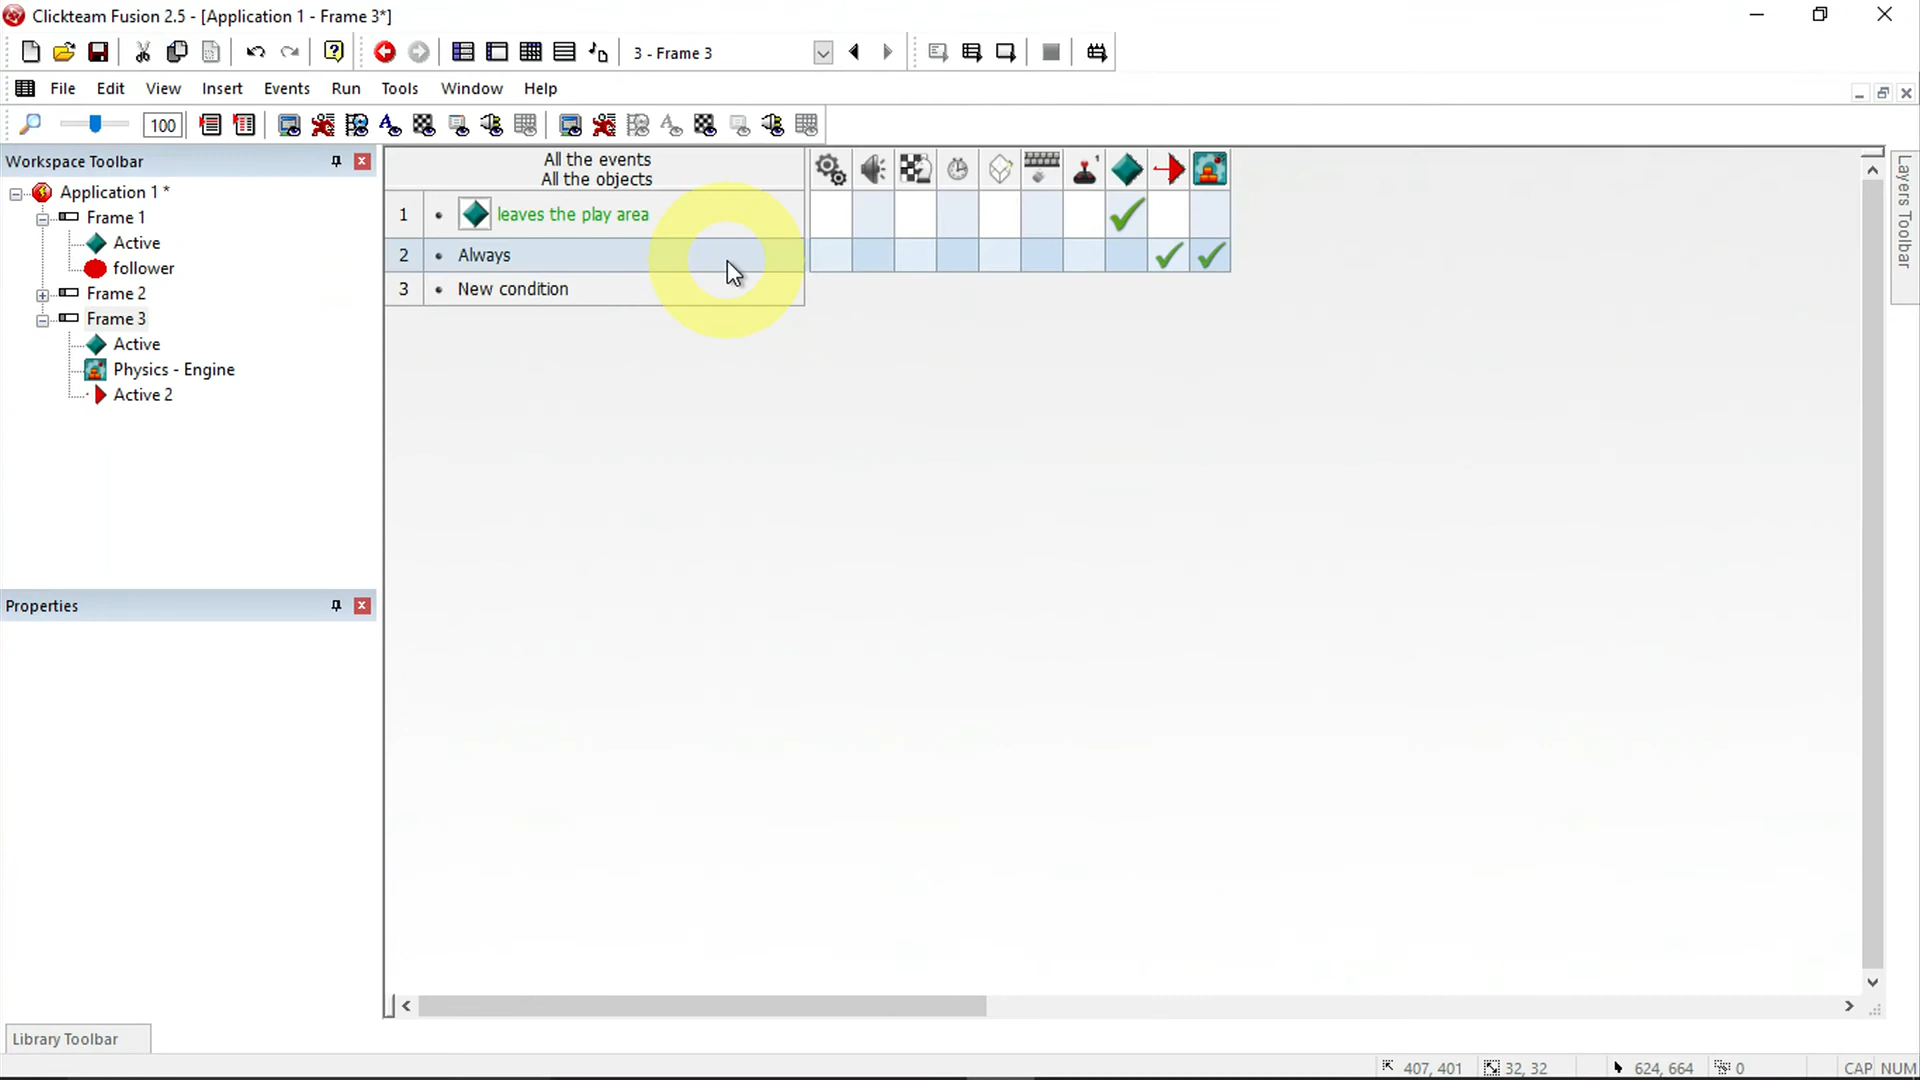 Clickteam Fusion 2.5 - [Application 1 - Frame 3*]
3 - Frame 3
File Edit View Insert Events Run Tools Window Help
100
Workspace Toolbar
Application 1 *
Frame 1
Active
follower
Frame 2
Frame 3
Active
Physics - Engine
Active 2
Properties
Library Toolbar
All the events
All the objects
1 leaves the play area
2 Always
3 New condition
1
Layers Toolbar
407, 401 32, 32 624, 664 0 CAP NUM